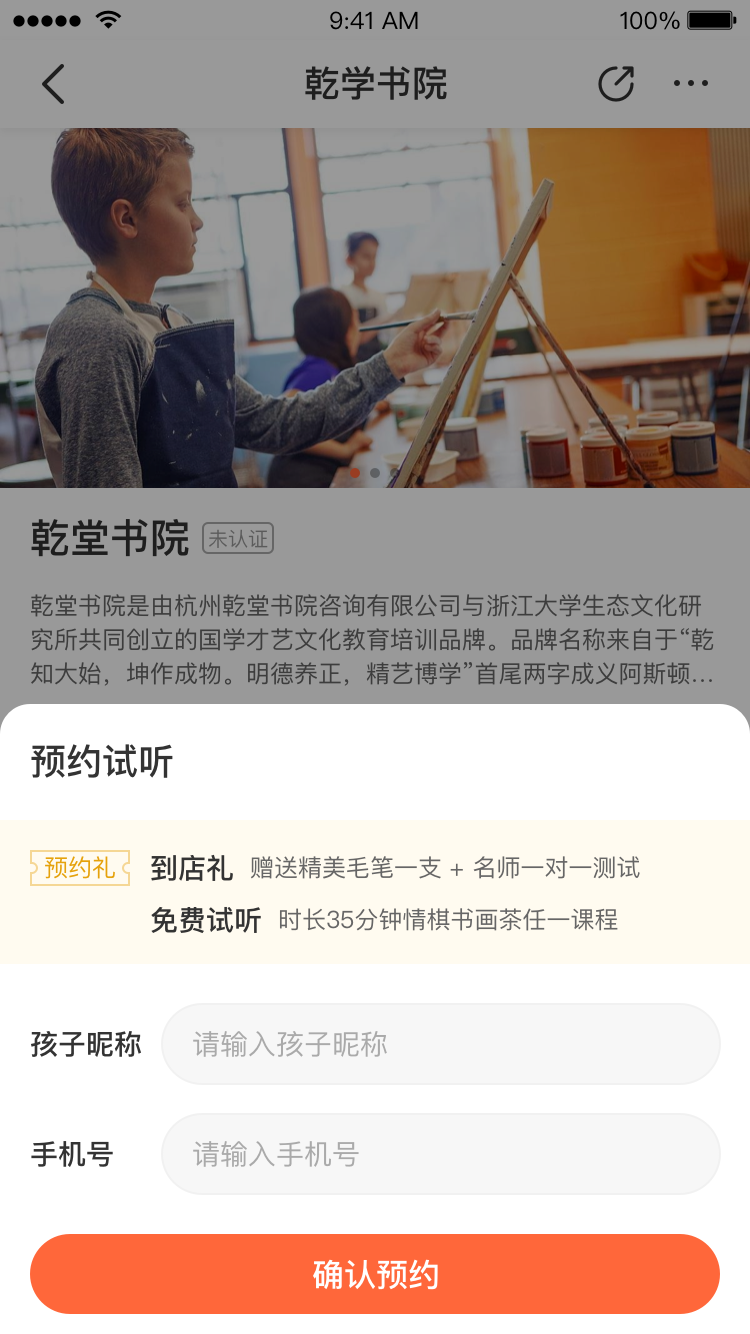 9:41 AM
100%
乾学书院
乾堂书院 未认证
乾堂书院是由杭州乾堂书院咨询有限公司与浙江大学生态文化研
究所共同创立的国学才艺文化教育培训品牌。品牌名称来自于“乾
知大始，坤作成物。明德养正，精艺博学”首尾两字成义阿斯顿...
预约试听
预约礼 到店礼 赠送精美毛笔一支 + 名师一对一测试
免费试听 时长35分钟情棋书画茶任一课程
孩子昵称 请输入孩子昵称
手机号 请输入手机号
确认预约